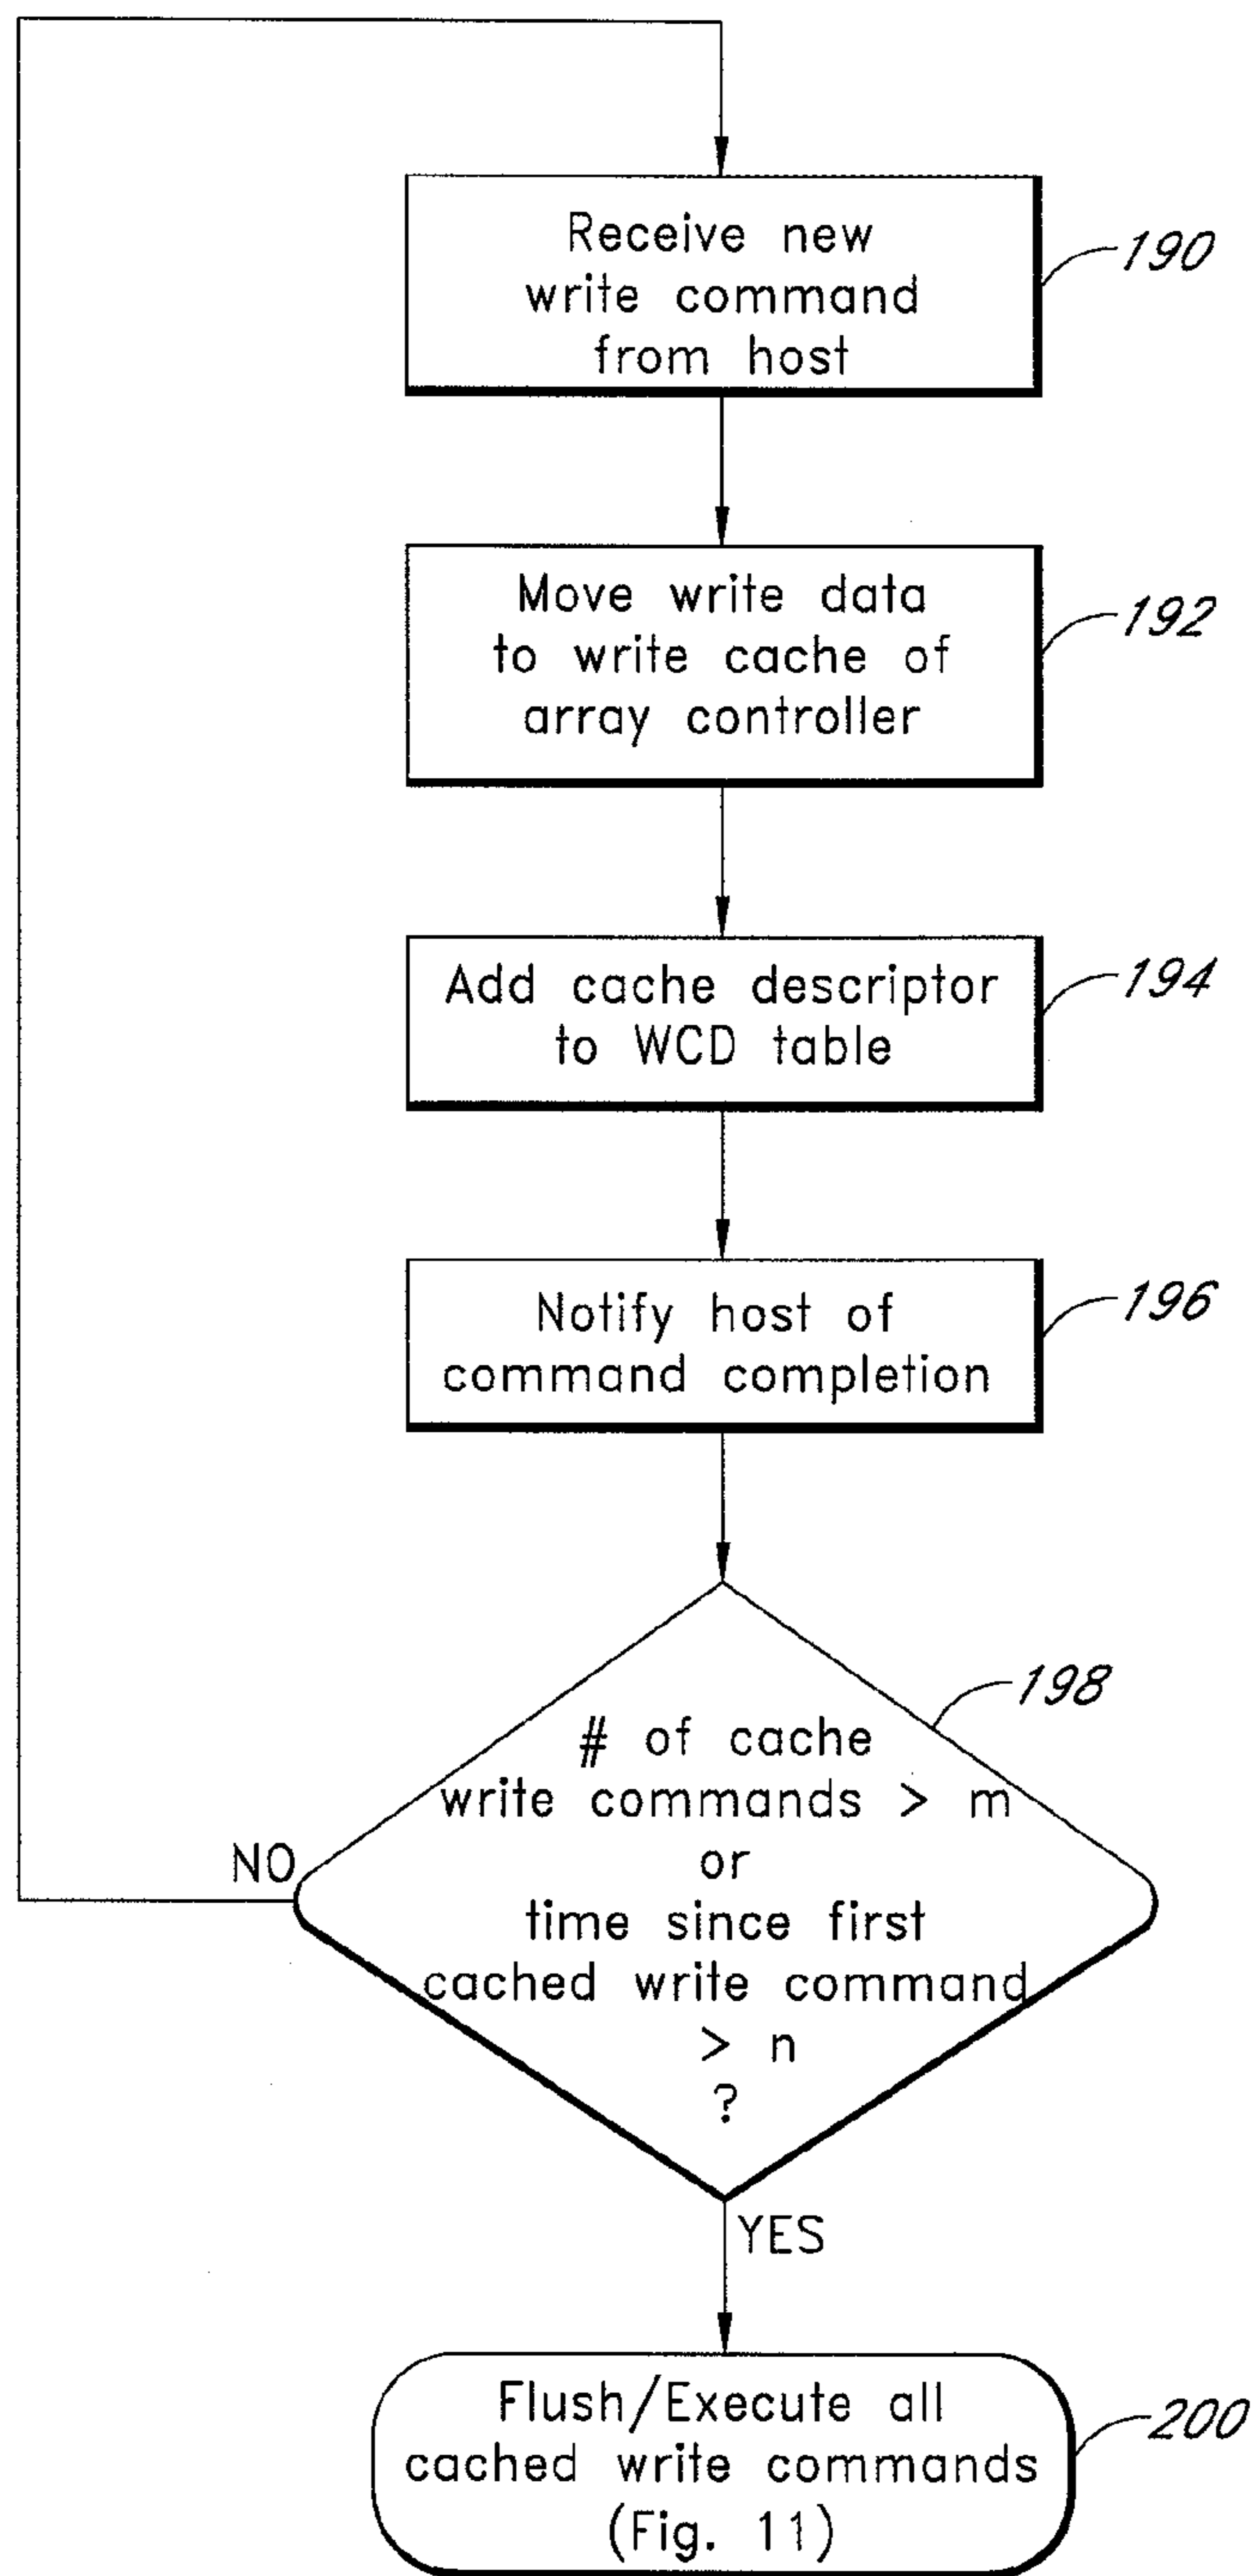 Receive new
write command
from host
190
Move write data
to write cache of
array controller
192
Add cache descriptor
to WCD table
194
Notify host of
command completion
196
# of cache
write commands > m
or
time since first
cached write command
> n
?
198
NO
YES
Flush/Execute all
cached write commands
(Fig. 11)
200